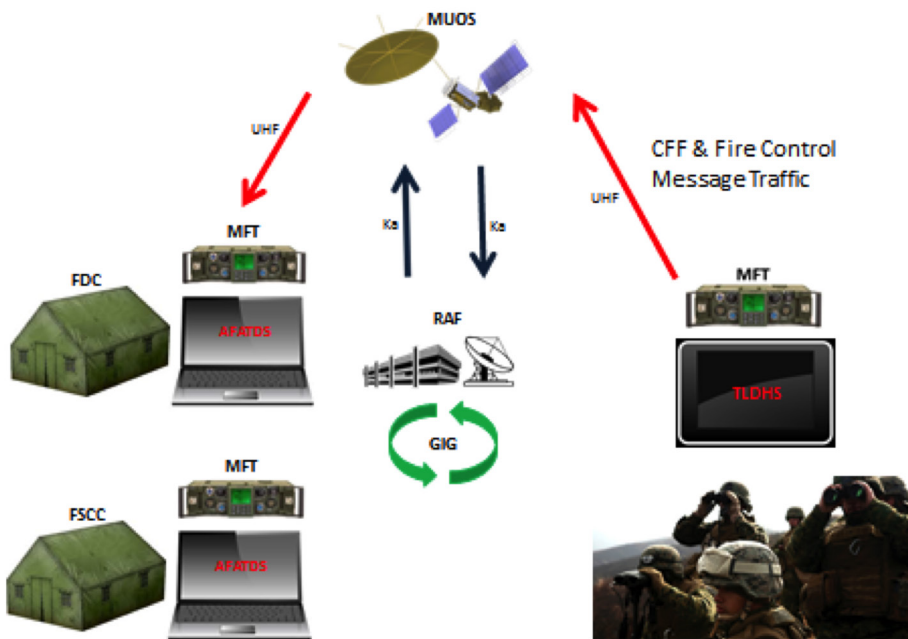 MUOS
UHF
CFF & Fire Control
Message Traffic
UHF
Ka
Ka
MFT
MFT
FDC
AFATDS
RAF
TLDHS
GIG
MFT
FSCC
AFATDS